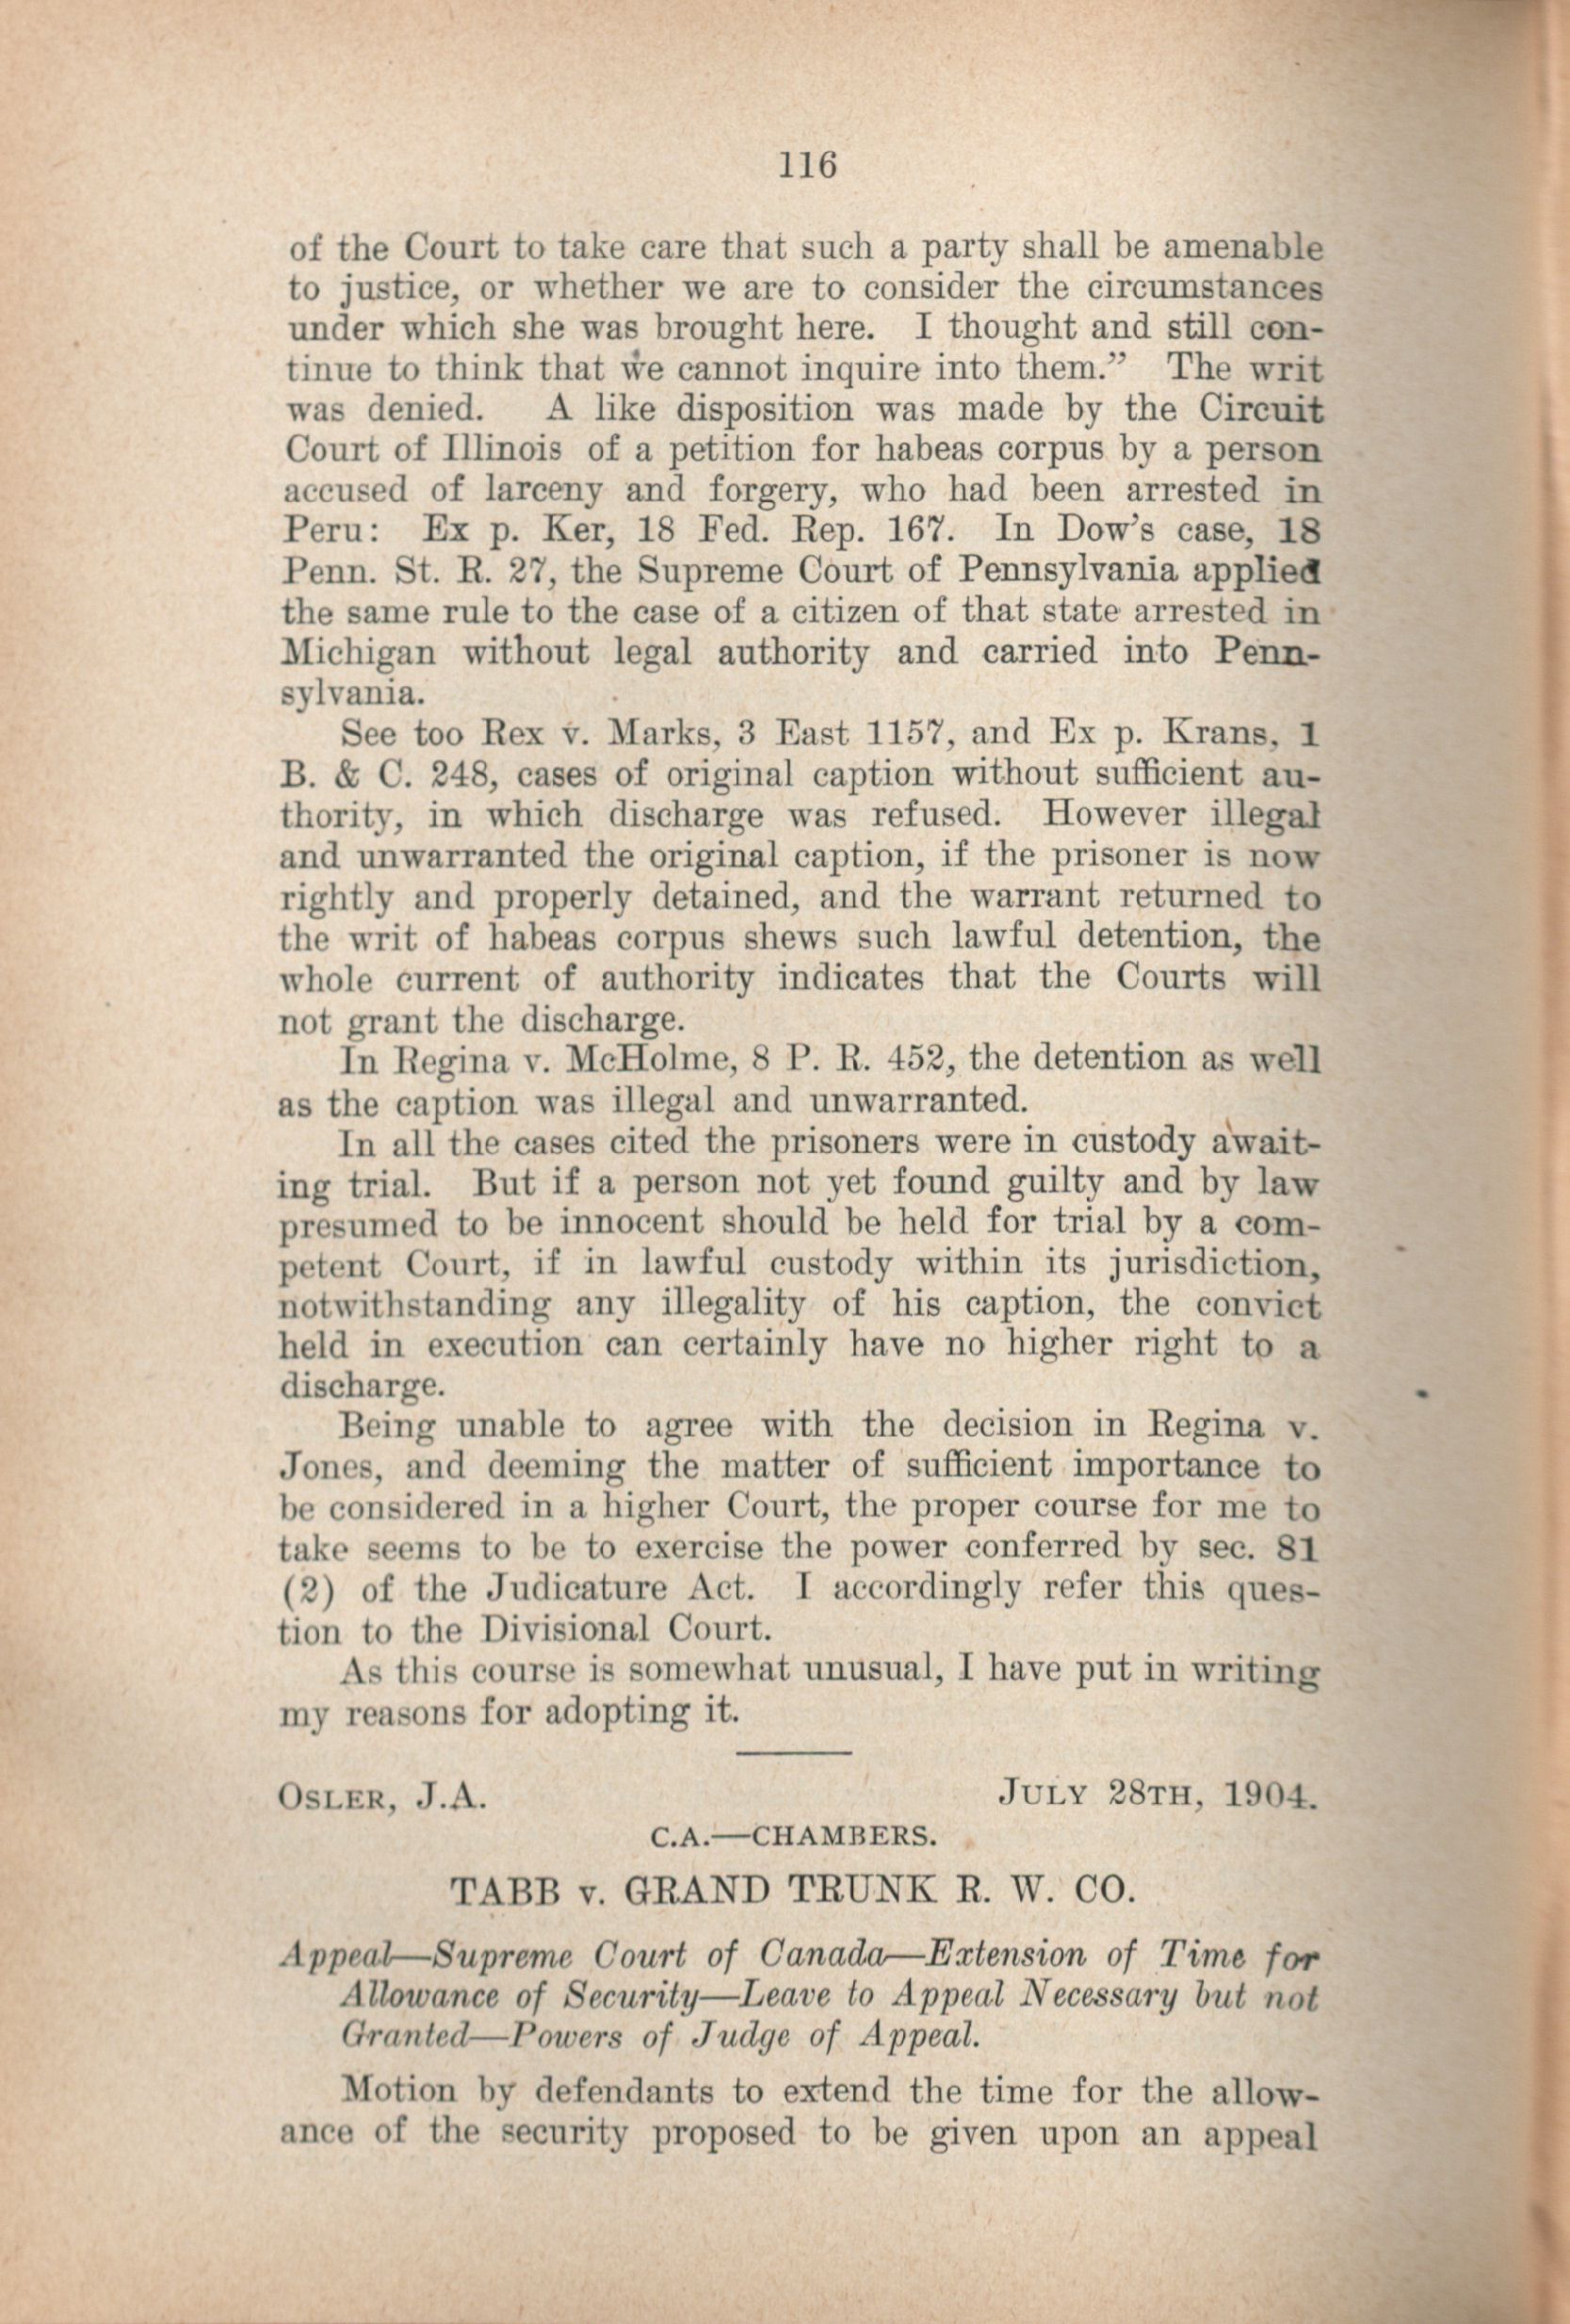 116
of the Court to take care that such a party shall be amenable
to justice, or whether we are to consider the circumstances
under which she was brought here. I thought and still con-
tinue to think that we cannot inquire into them.” The writ
was denied. A like disposition was made by the Circuit
Court of Illinois of a petition for habeas corpus by a person
accused of larceny and forgery, who had been arrested in
Peru: Ex p. Ker, 18 Fed. Rep. 167. In Dow’s case, 18
Penn. St. R. 27, the Supreme Court of Pennsylvania applied
the same rule to the case of a citizen of that state arrested in
Michigan without legal authority and carried into Penn-
sylvania.
See too Rex v. Marks, 3 East 1157, and Ex p. Krans, 1
B. & C. 248, cases of original caption without sufficient au-
thority, in which discharge was refused. However illegal
and unwarranted the original caption, if the prisoner is now
rightly and properly detained, and the warrant returned to
the writ of habeas corpus shews such lawful detention, the
whole current of authority indicates that the Courts will
not grant the discharge.
In Regina v. McHolme, 8 P. R. 452, the detention as well
as the caption was illegal and unwarranted.
In all the cases cited the prisoners were in custody await-
ing trial. But if a person not yet found guilty and by law
presumed to be innocent should be held for trial by a com-
petent Court, if in lawful custody within its jurisdiction,
notwithstanding any illegality of his caption, the convict
held in execution can certainly have no higher right to a
discharge.
Being unable to agree with the decision in Regina v.
Jones, and deeming the matter of sufficient importance to
be considered in a higher Court, the proper course for me to
take seems to be to exercise the power conferred by sec. 81
(2) of the Judicature Act. I accordingly refer this ques-
tion to the Divisional Court.
As this course is somewhat unusual, I have put in writing
my reasons for adopting it.
OSLER, J.A. JULY 28TH, 1904.
C.A.—CHAMBERS.
TABB v. GRAND TRUNK R. W. CO.
Appeal—Supreme Court of Canada—Extension of Time for
Allowance of Security—Leave to Appeal Necessary but not
Granted—Powers of Judge of Appeal.
Motion by defendants to extend the time for the allow-
ance of the security proposed to be given upon an appeal